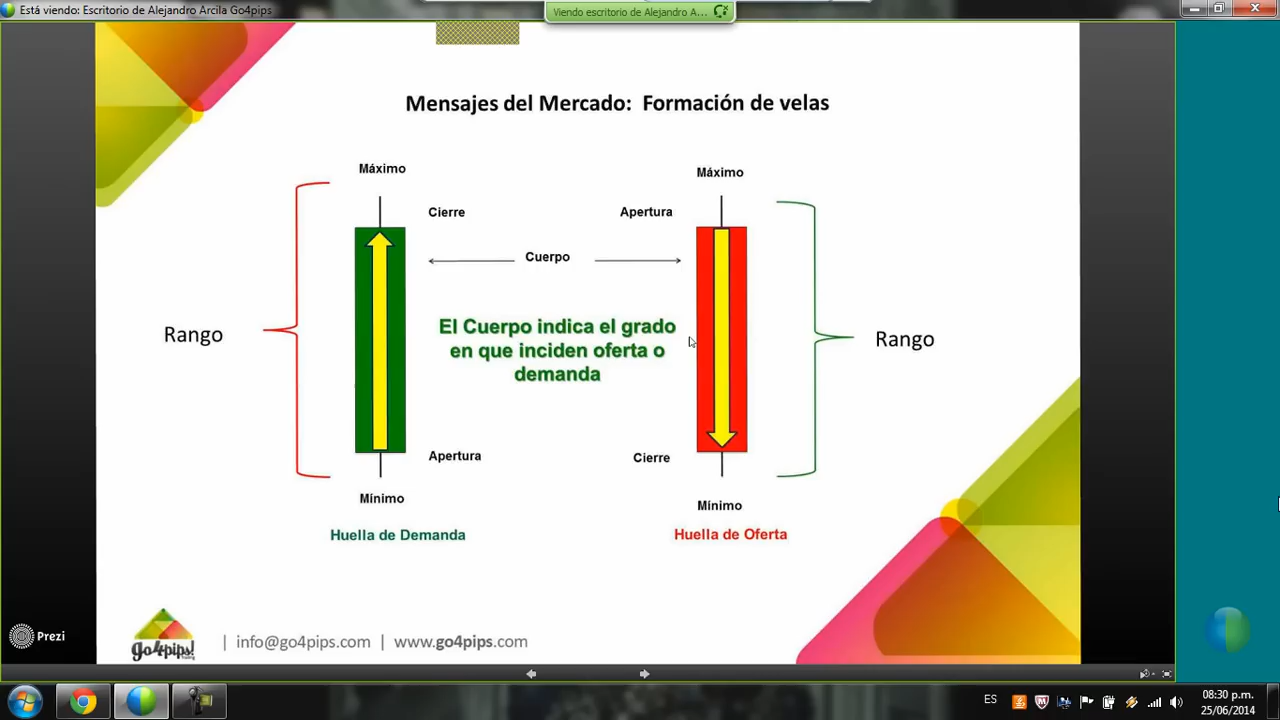 Está viendo: Escritorio de Alejandro Arcila Go4pips
Viendo escritorio de Alejandro A...
Mensajes del Mercado: Formación de velas
Máximo
Máximo
Cierre
Apertura
Cuerpo
El Cuerpo indica el grado
en que inciden oferta o
demanda
Rango
Rango
Apertura
Cierre
Mínimo
Mínimo
Huella de Demanda
Huella de Oferta
Prezi
go4pips!
| info@go4pips.com | www.go4pips.com
ES
08:30 p.m.
25/06/2014